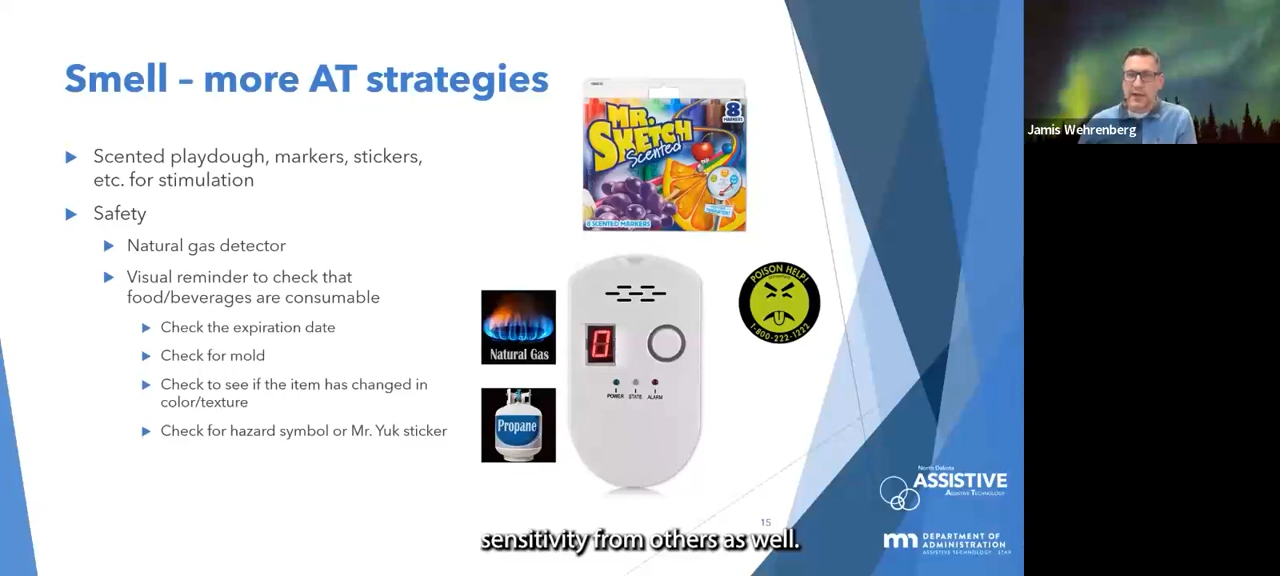 Smell – more AT strategies
Scented playdough, markers, stickers,
etc. for stimulation
Safety
Natural gas detector
Visual reminder to check that
food/beverages are consumable
Check the expiration date
Check for mold
Check to see if the item has changed in
color/texture
Check for hazard symbol or Mr. Yuk sticker
MR.
SKETCH
Scented
8
MARKERS
8 SCENTED MARKERS
Natural Gas
Propane
8
POWER STATE ALARM
POISON HELP!
1-800-222-1222
15
North Dakota
ASSISTIVE
ASSISTIVE TECHNOLOGY
mn DEPARTMENT OF
ADMINISTRATION
ASSISTIVE TECHNOLOGY STAR
sensitivity from others as well.
Jamis Wehrenberg